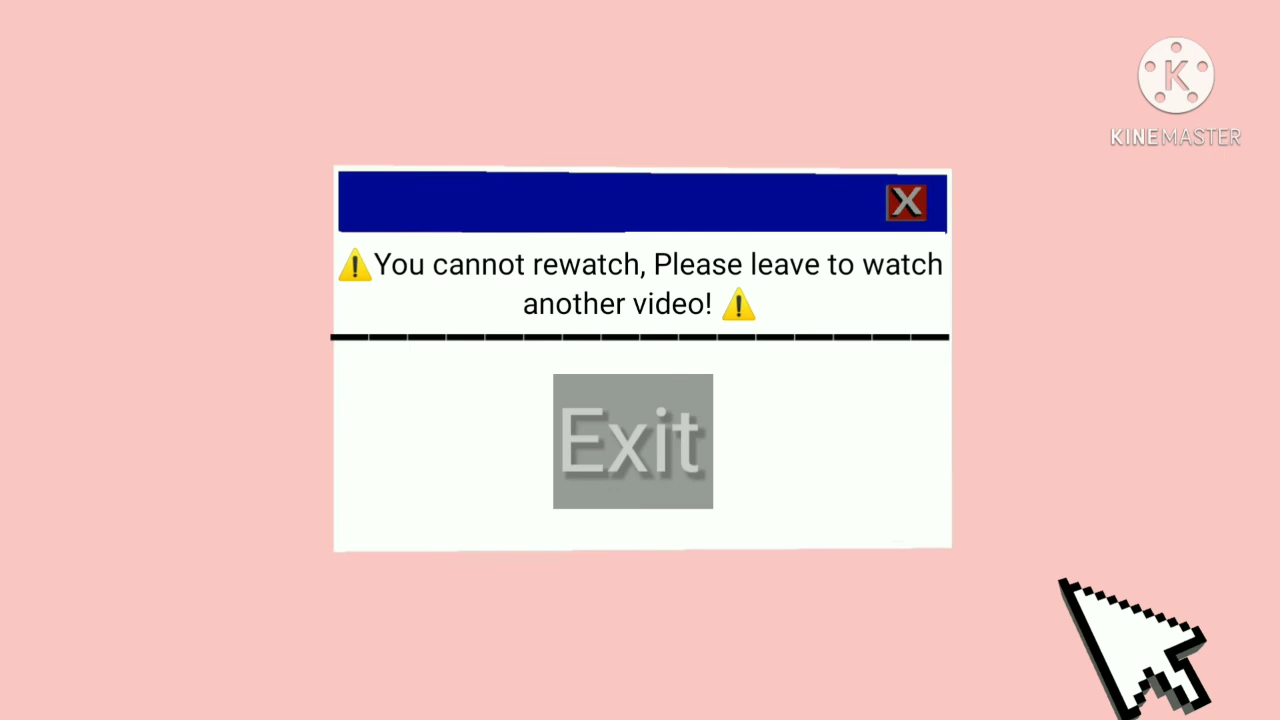 K
KINEMASTER
X
⚠️You cannot rewatch, Please leave to watch
another video! ⚠️
Exit